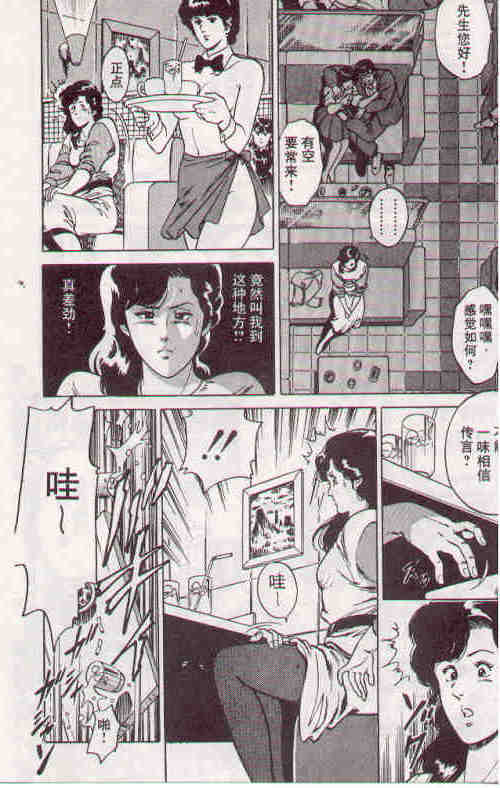 先生您好！
有空
要常来！
…………
嘿嘿嘿，
感觉如何？
正点
竟然叫我到
这种地方!?
真差劲！
一味相信
传言？
!!
哇～
哇～
啪！